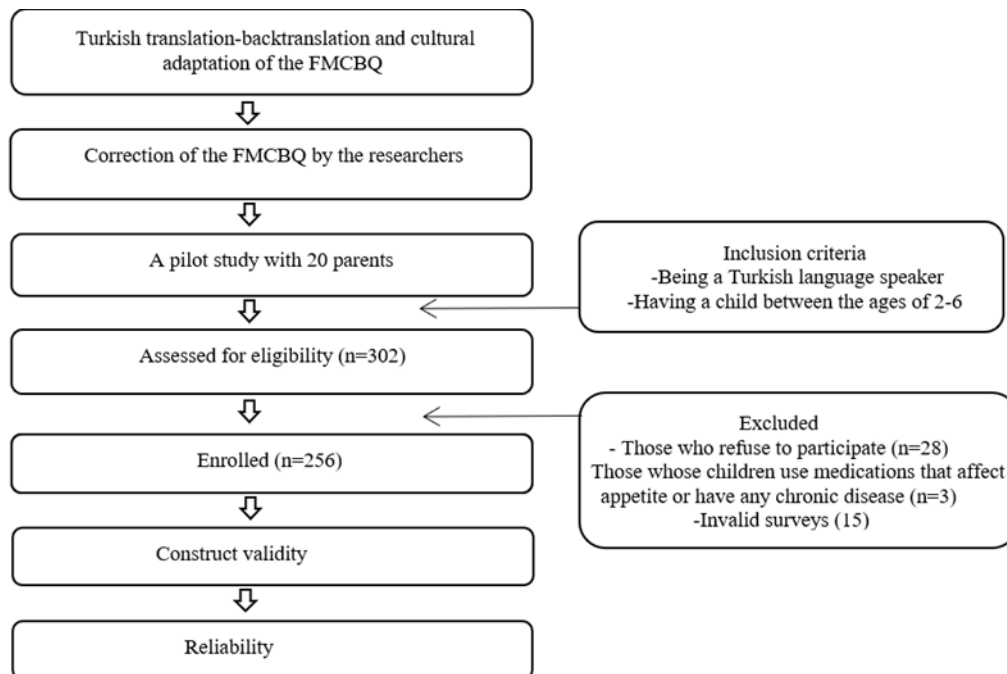 Turkish translation-backtranslation and cultural
adaptation of the FMCBQ
Correction of the FMCBQ by the researchers
A pilot study with 20 parents
Inclusion criteria
-Being a Turkish language speaker
-Having a child between the ages of 2-6
Assessed for eligibility (n=302)
Excluded
- Those who refuse to participate (n=28)
Those whose children use medications that affect
appetite or have any chronic disease (n=3)
-Invalid surveys (15)
Enrolled (n=256)
Construct validity
Reliability